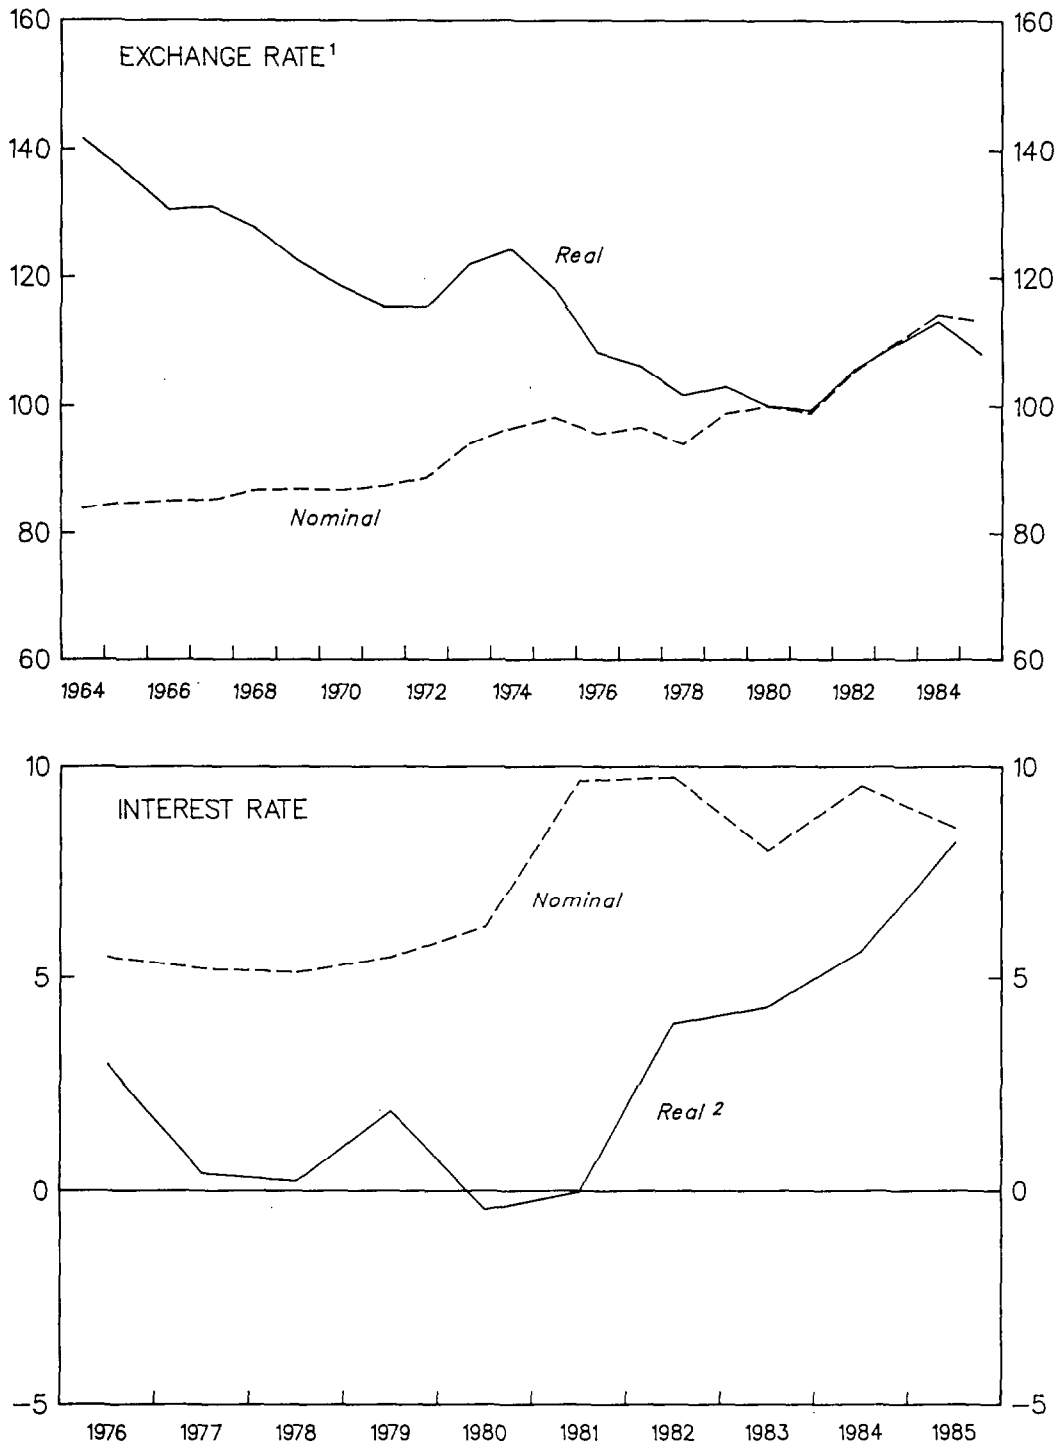 160 160
EXCHANGE RATE¹
140 140
Real
120 120
100 100
Nominal
80 80
60 60
1964 1966 1968 1970 1972 1974 1976 1978 1980 1982 1984
10 10
INTEREST RATE
Nominal
5 5
Real ²
0 0
-5 -5
1976 1977 1978 1979 1980 1981 1982 1983 1984 1985